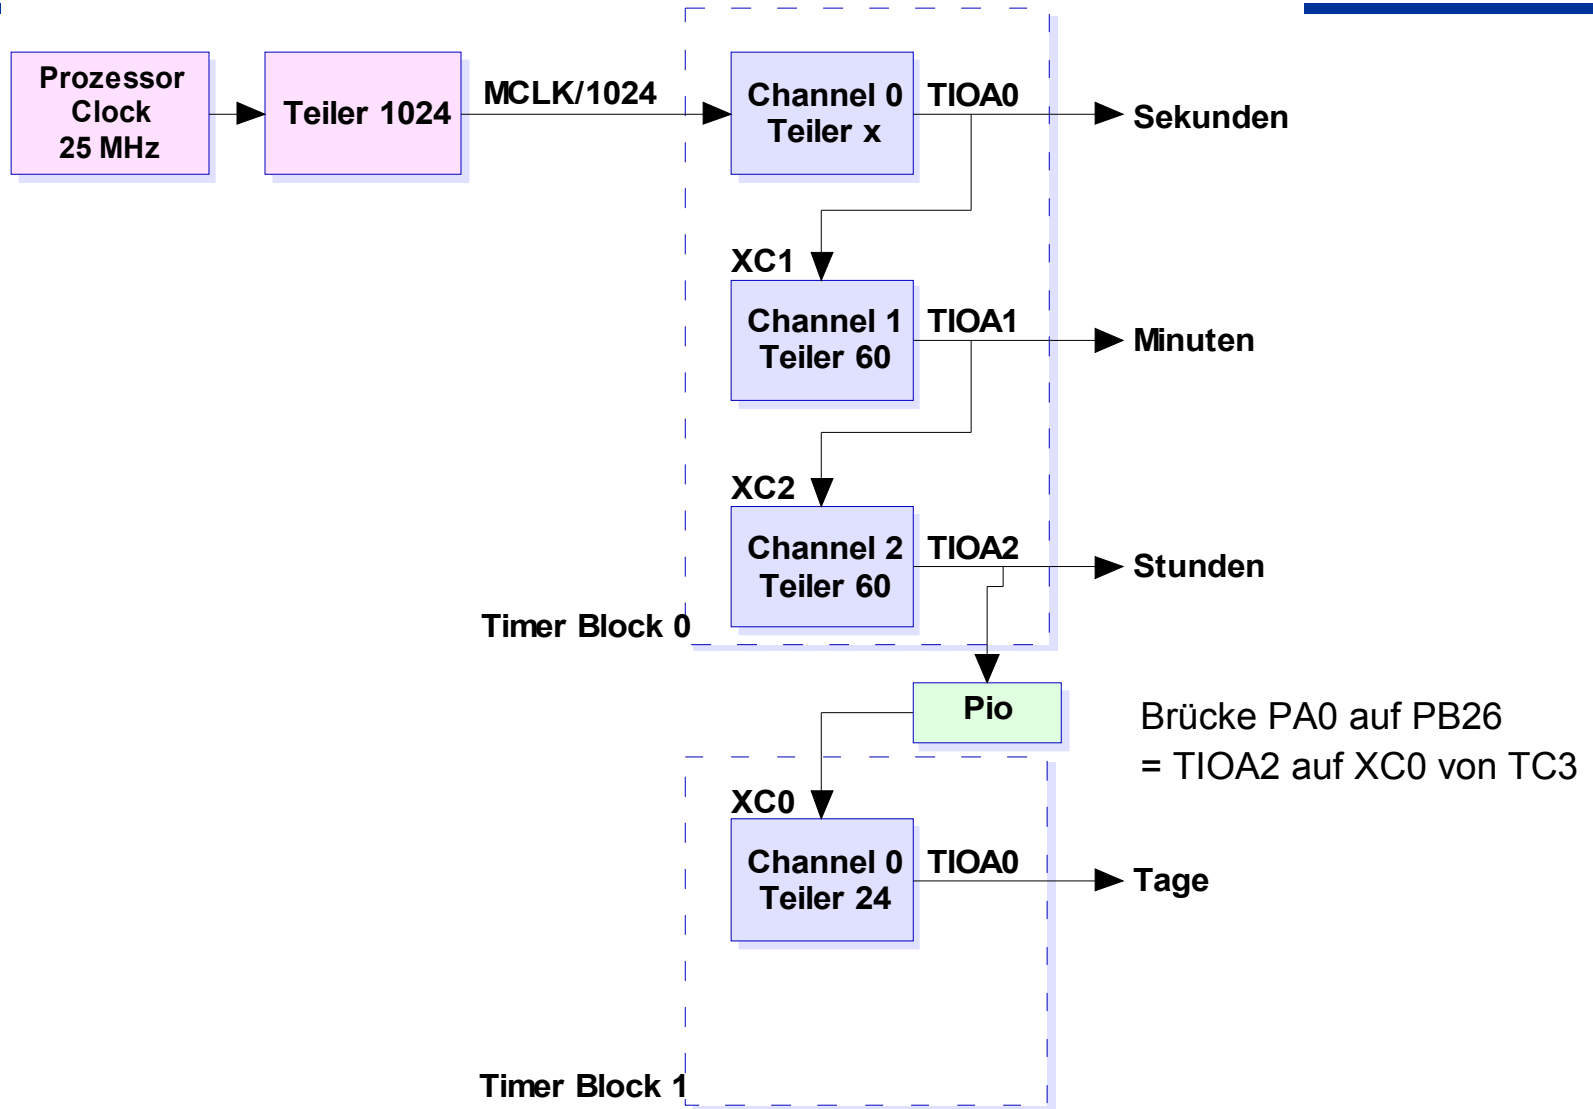 Prozessor
Clock
25 MHz
Teiler 1024
MCLK/1024
Channel 0
Teiler x
TIOA0
Sekunden
XC1
Channel 1
Teiler 60
TIOA1
Minuten
XC2
Channel 2
Teiler 60
TIOA2
Stunden
Timer Block 0
Pio
Brücke PA0 auf PB26
= TIOA2 auf XC0 von TC3
XC0
Channel 0
Teiler 24
TIOA0
Tage
Timer Block 1